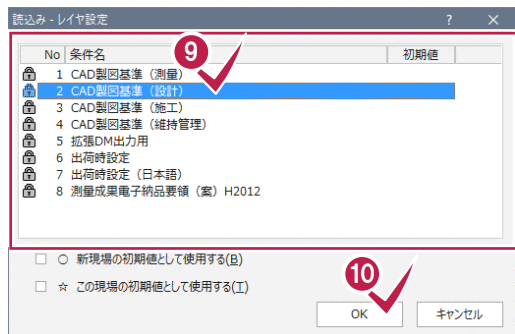 読込み - レイヤ設定 ? ×
No 条件名 初期値
9
1 CAD製図基準（測量）
2 CAD製図基準（設計）
3 CAD製図基準（施工）
4 CAD製図基準（維持管理）
5 拡張DM出力用
6 出荷時設定
7 出荷時設定（日本語）
8 測量成果電子納品要領（案）H2012
○ 新現場の初期値として使用する(B)
☆ この現場の初期値として使用する(I)
10
OK キャンセル